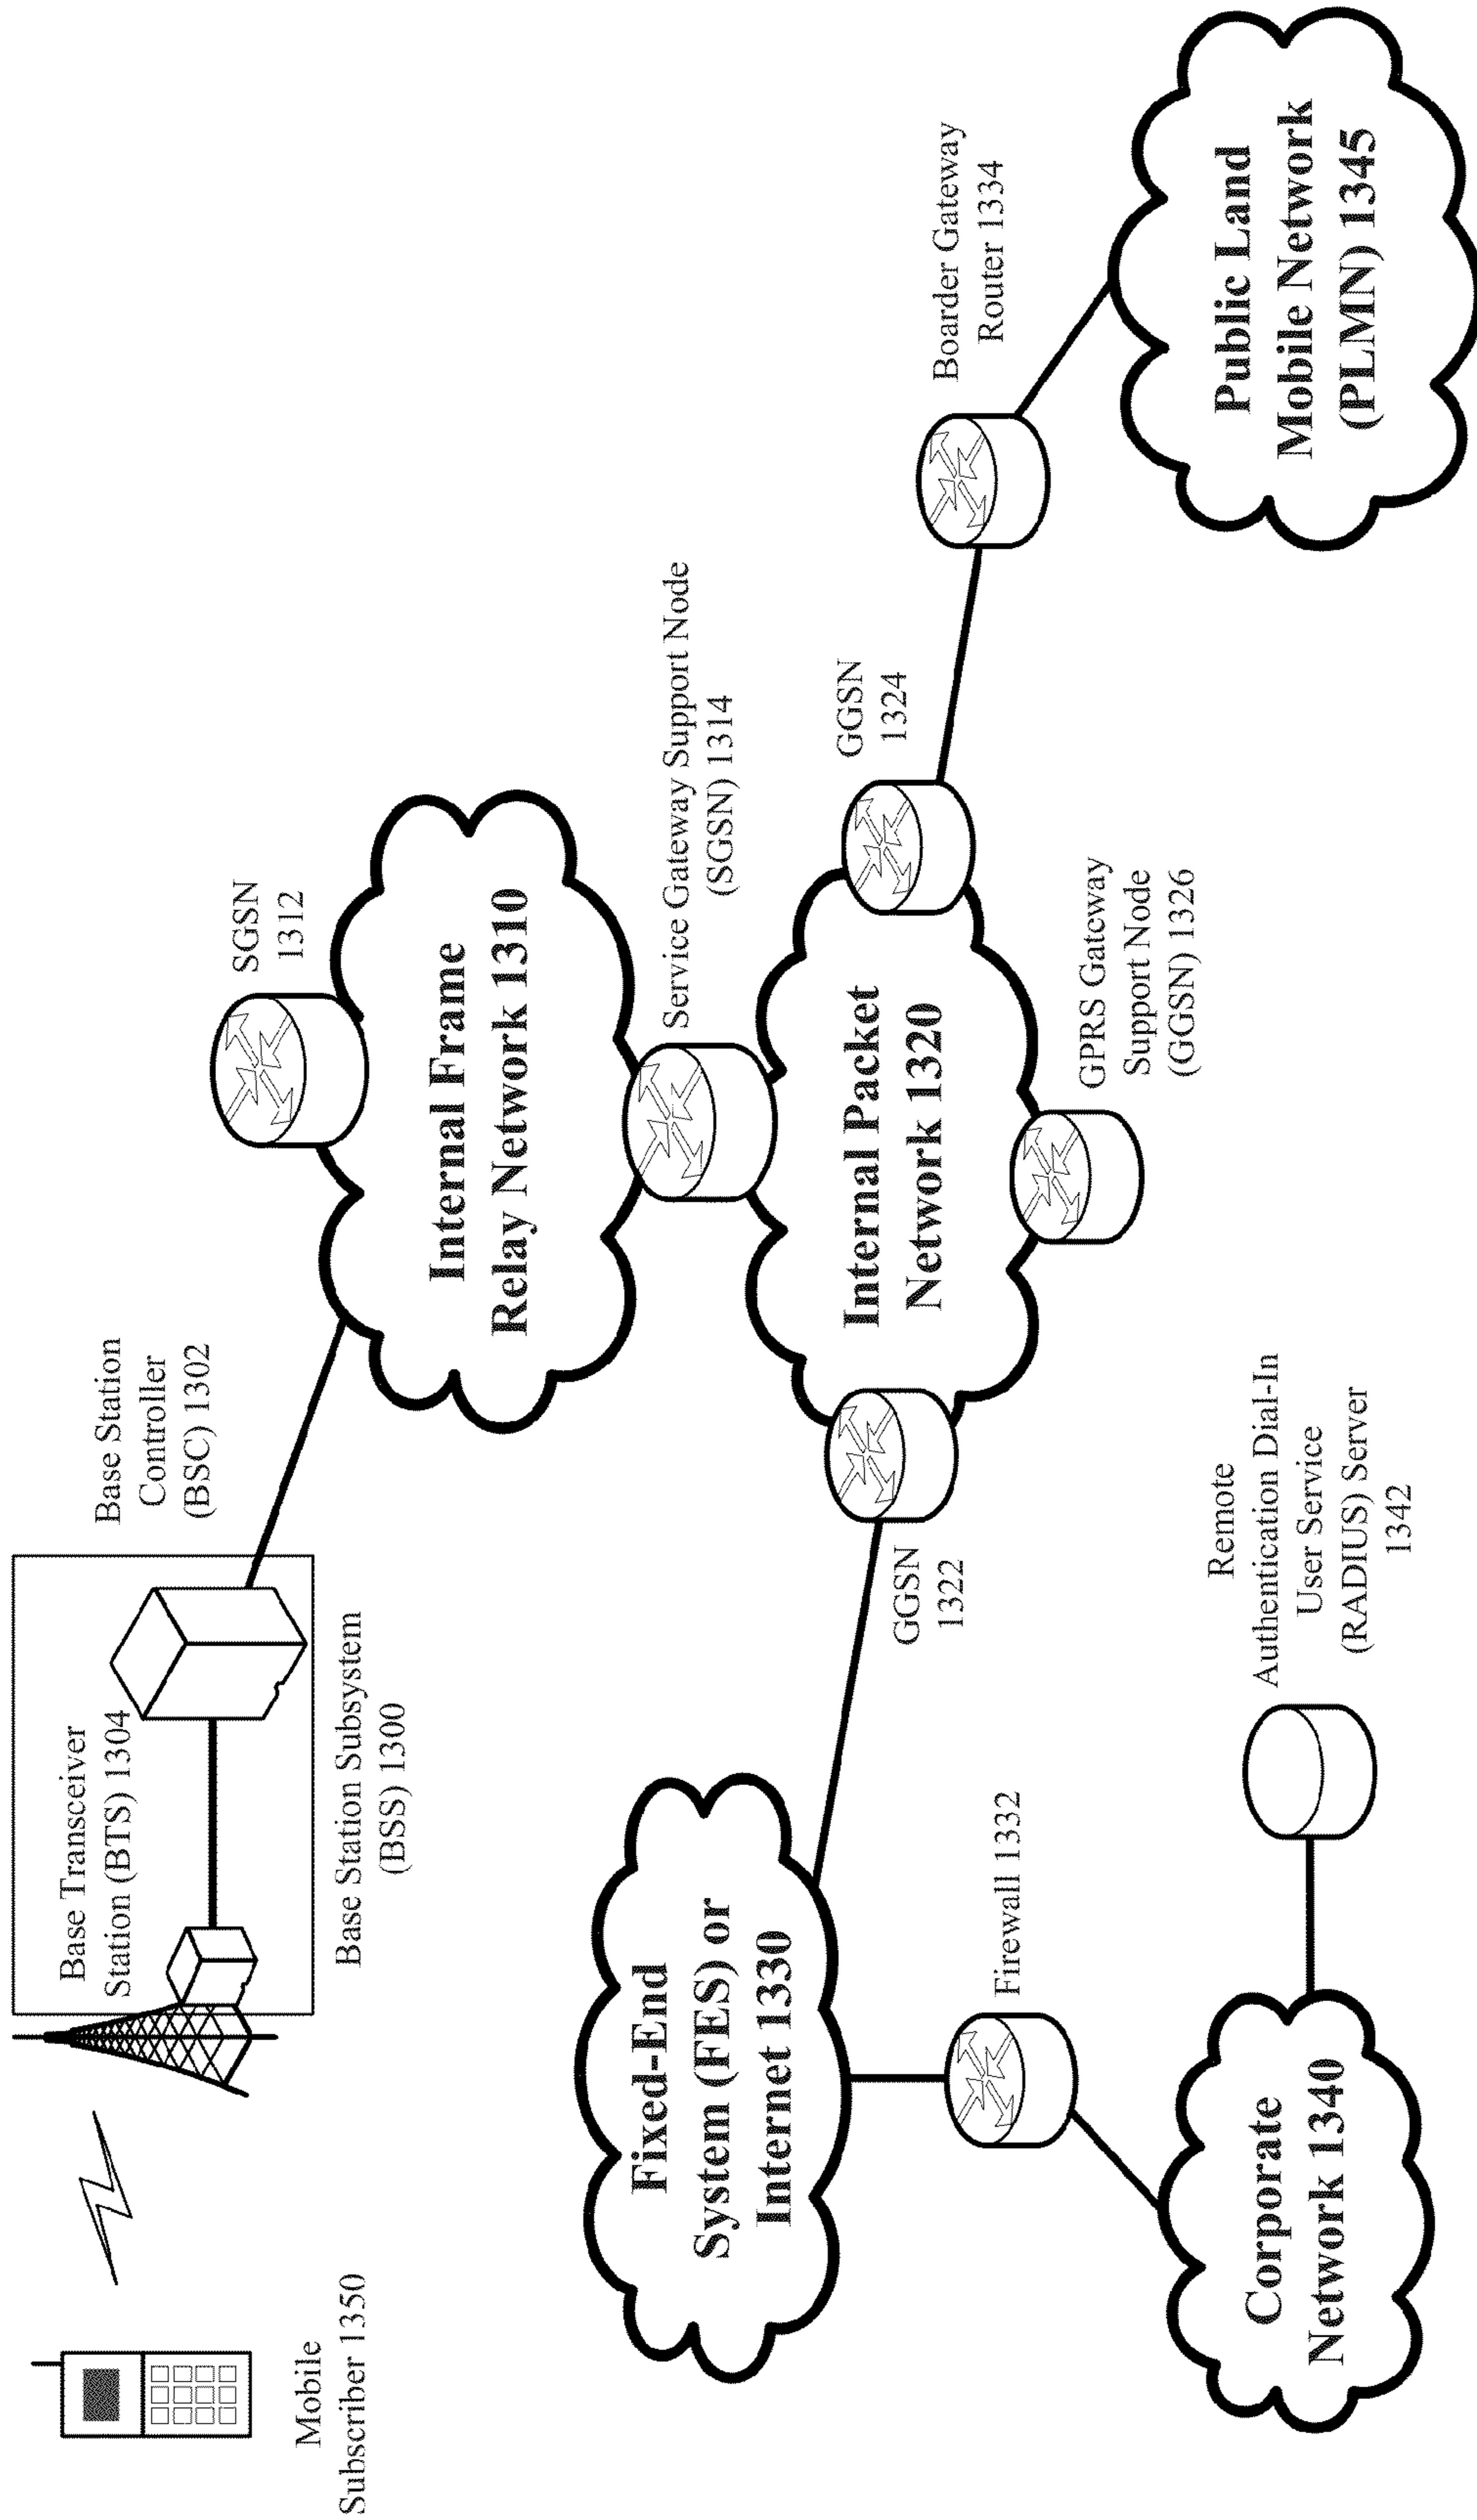 Mobile
Subscriber 1350
Base Transceiver
Station (BTS) 1304
Base Station Subsystem
(BSS) 1300
Base Station
Controller
(BSC) 1302
SGSN
1312
Internal Frame
Relay Network 1310
Service Gateway Support Node
(SGSN) 1314
Fixed-End
System (FES) or
Internet 1330
GGSN
1322
Internal Packet
Network 1320
GGSN
1324
Boarder Gateway
Router 1334
Firewall 1332
GPRS Gateway
Support Node
(GGSN) 1326
Corporate
Network 1340
Remote
Authentication Dial-In
User Service
(RADIUS) Server
1342
Public Land
Mobile Network
(PLMN) 1345